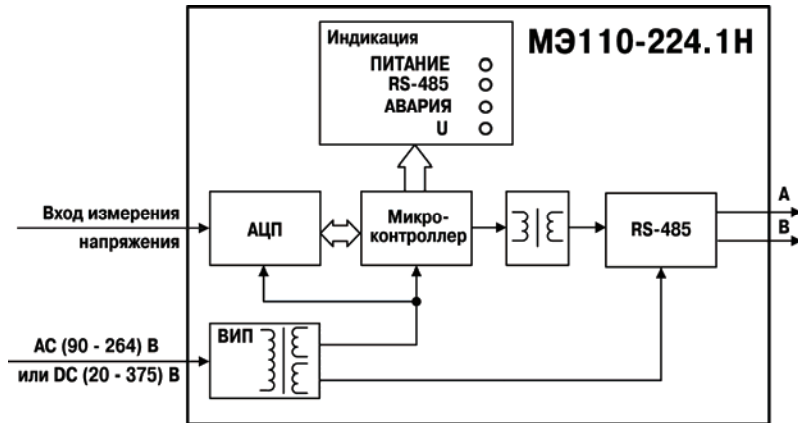 МЭ110-224.1Н
Индикация
ПИТАНИЕ
RS-485
АВАРИЯ
U
Вход измерения
напряжения
АЦП
Микро-
контроллер
RS-485
А
В
ВИП
АС (90 - 264) В
или DC (20 - 375) В